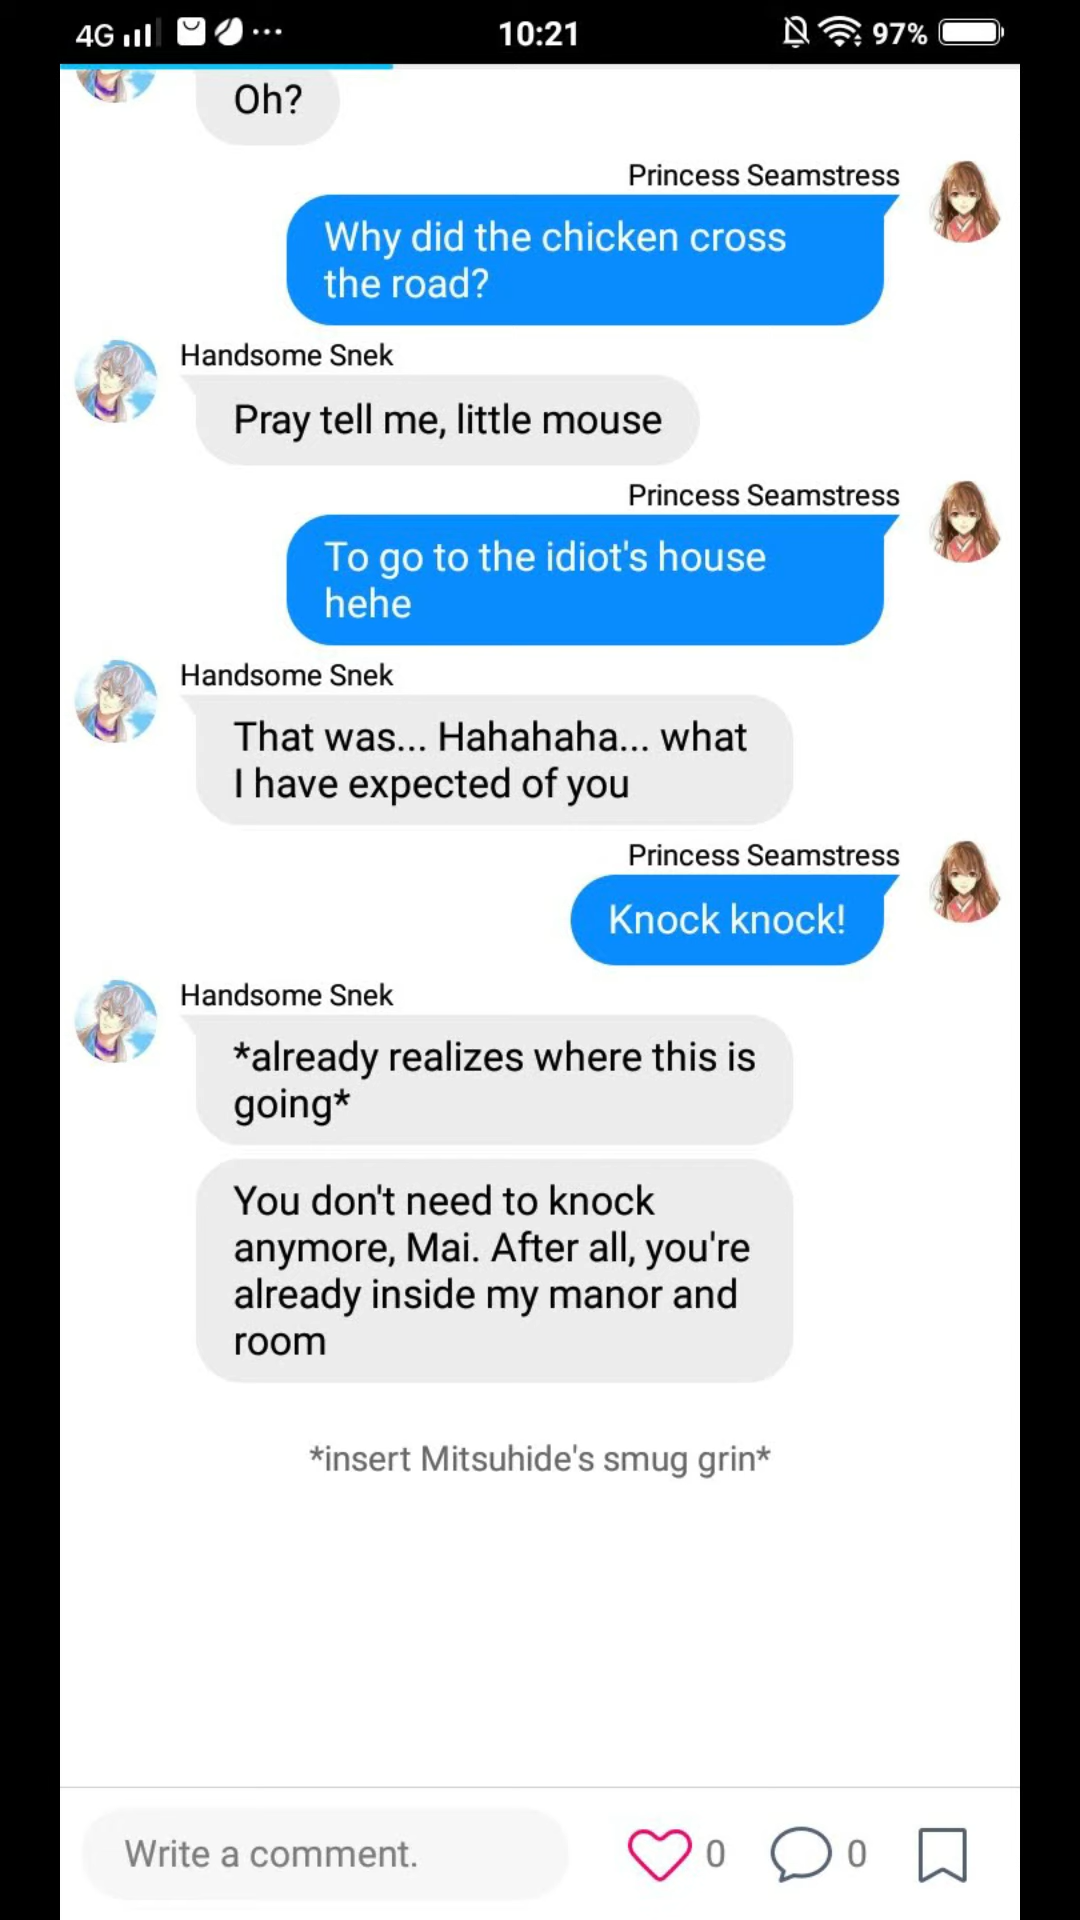 4G 10:21 97%
Oh?
Princess Seamstress
Why did the chicken cross
the road?
Handsome Snek
Pray tell me, little mouse
Princess Seamstress
To go to the idiot's house
hehe
Handsome Snek
That was... Hahahaha... what
I have expected of you
Princess Seamstress
Knock knock!
Handsome Snek
*already realizes where this is
going*
You don't need to knock
anymore, Mai. After all, you're
already inside my manor and
room
*insert Mitsuhide's smug grin*
Write a comment. 0 0